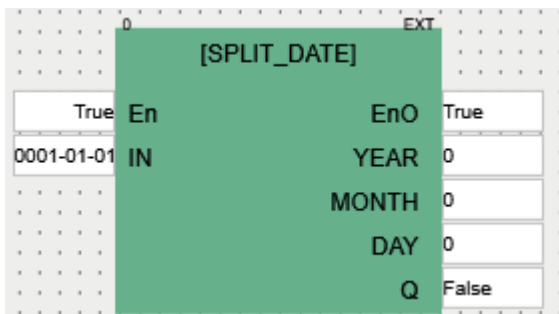 0 EXT
[SPLIT_DATE]
True En EnO True
0001-01-01 IN YEAR 0
MONTH 0
DAY 0
Q False